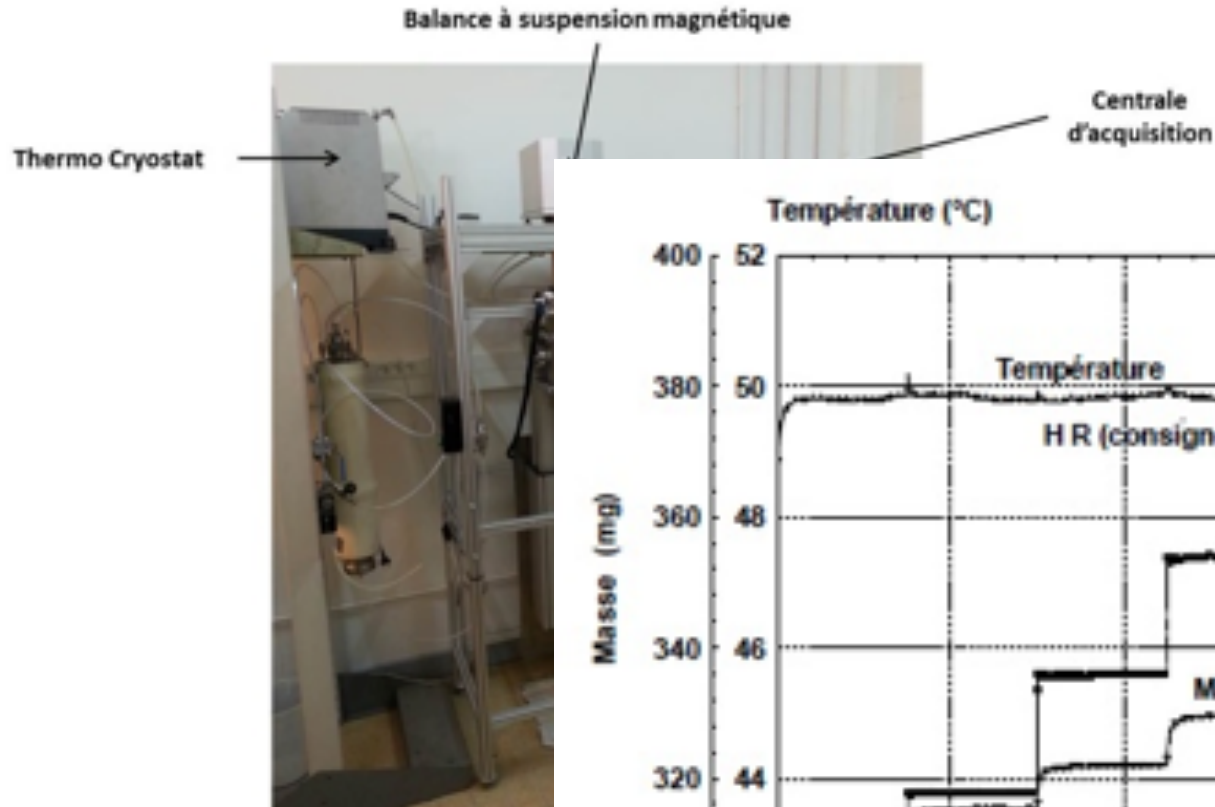 Balance à suspension magnétique
Centrale
d'acquisition
Thermo Cryostat
Température (°C)
400 52
Température
380 50
H R (consign
Masse (mg)
360 48
340 46
M
320 44